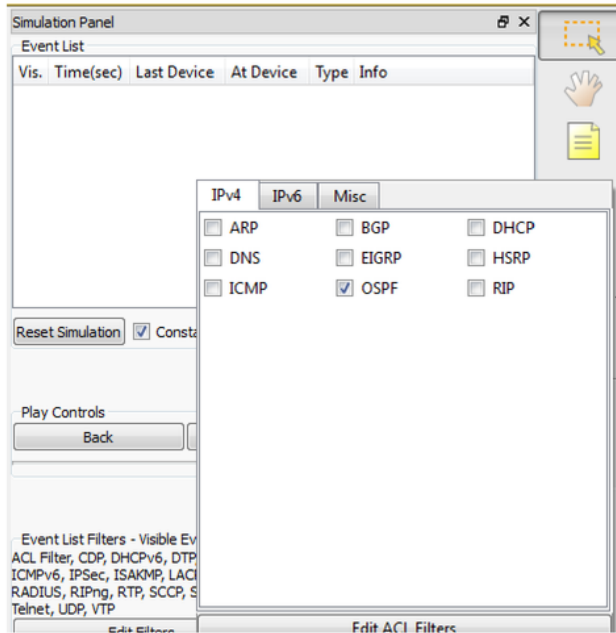 Simulation Panel
Event List
Vis. Time(sec) Last Device At Device Type Info
IPv4 IPv6 Misc
ARP BGP DHCP
DNS EIGRP HSRP
ICMP OSPF RIP
Reset Simulation
Play Controls
Back
Event List Filters - Visible
ACL Filter, CDP, DHCPv6, DTP
ICMPv6, IPSec, ISAKMP,
RADIUS, RIPng, RTP, SCCP,
Telnet, UDP, VTP
Edit Filters
Edit ACL Filters